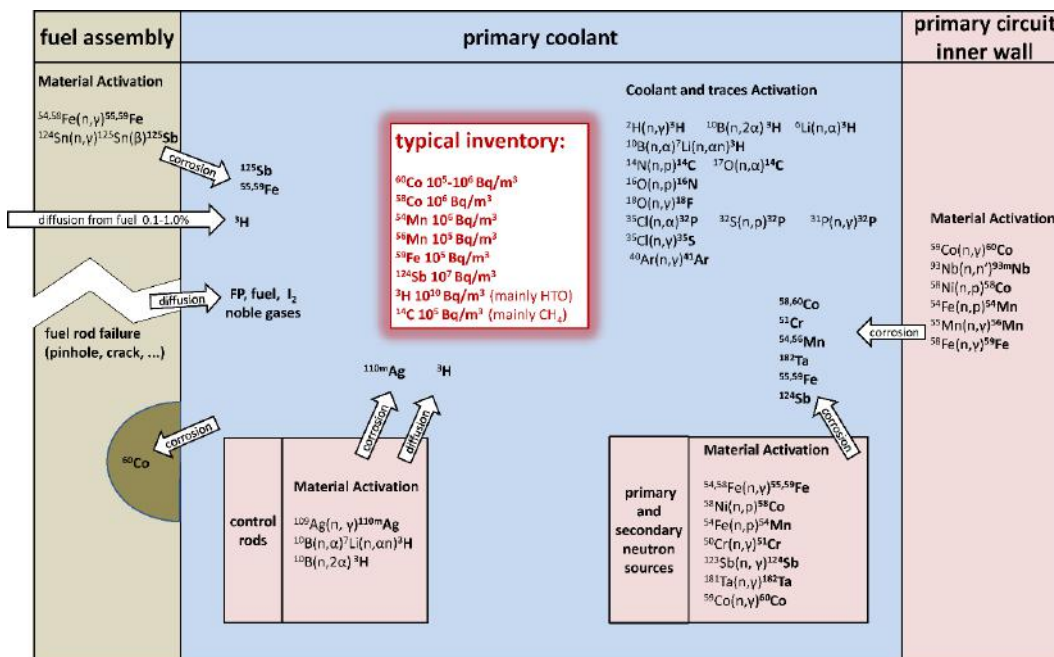 fuel assembly
Material Activation
⁵⁴,⁵⁸Fe(n,γ)⁵⁵,⁵⁹Fe
¹²⁴Sn(n,γ)¹²⁵Sn(β)¹²⁵Sb
corrosion
diffusion from fuel 0.1-1.0%
diffusion
fuel rod failure
(pinhole, crack, ...)
corrosion
⁶⁰Co
primary coolant
¹²⁵Sb
⁵⁵,⁵⁹Fe
³H
FP, fuel, I₂
noble gases
typical inventory:
⁶⁰Co 10⁵-10⁶ Bq/m³
⁵⁸Co 10⁶ Bq/m³
⁵⁴Mn 10⁶ Bq/m³
⁵⁶Mn 10⁵ Bq/m³
⁵⁹Fe 10⁵ Bq/m³
¹²⁴Sb 10⁷ Bq/m³
³H 10¹⁰ Bq/m³ (mainly HTO)
¹⁴C 10⁵ Bq/m³ (mainly CH₄)
Coolant and traces Activation
²H(n,γ)³H ¹⁰B(n,2α) ³H ⁶Li(n,α)³H
¹⁰B(n,α)⁷Li(n,αn)³H
¹⁴N(n,p)¹⁴C ¹⁷O(n,α)¹⁴C
¹⁶O(n,p)¹⁶N
¹⁸O(n,γ)¹⁸F
³⁵Cl(n,α)³²P ³²S(n,p)³²P ³¹P(n,γ)³²P
³⁵Cl(n,γ)³⁵S
⁴⁰Ar(n,γ)⁴¹Ar
⁵⁸,⁶⁰Co
⁵¹Cr
⁵⁴,⁵⁶Mn
¹⁸²Ta
⁵⁵,⁵⁹Fe
¹²⁴Sb
¹¹⁰ᵐAg ³H
corrosion
diffusion
control
rods
Material Activation
¹⁰⁹Ag(n, γ)¹¹⁰ᵐAg
¹⁰B(n,α)⁷Li(n,αn)³H
¹⁰B(n,2α) ³H
corrosion
primary
and
secondary
neutron
sources
Material Activation
⁵⁴,⁵⁸Fe(n,γ)⁵⁵,⁵⁹Fe
⁵⁸Ni(n,p)⁵⁸Co
⁵⁴Fe(n,p)⁵⁴Mn
⁵⁰Cr(n,γ)⁵¹Cr
¹²³Sb(n, γ)¹²⁴Sb
¹⁸¹Ta(n,γ)¹⁸²Ta
⁵⁹Co(n,γ)⁶⁰Co
primary circuit
inner wall
Material Activation
⁵⁹Co(n,γ)⁶⁰Co
⁹³Nb(n,n')⁹³ᵐNb
⁵⁸Ni(n,p)⁵⁸Co
⁵⁴Fe(n,p)⁵⁴Mn
⁵⁵Mn(n,γ)⁵⁶Mn
⁵⁸Fe(n,γ)⁵⁹Fe
corrosion